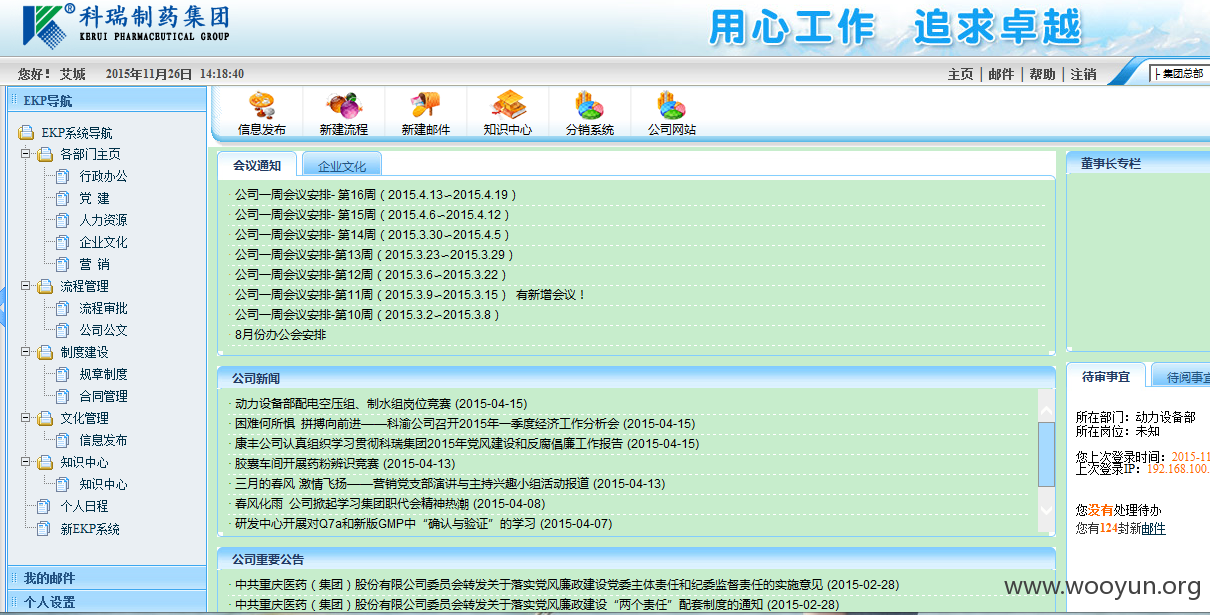 科瑞制药集团
KERUI PHARMACEUTICAL GROUP
用心工作 追求卓越
您好! 艾城 2015年11月26日 14:18:40
主页 | 邮件 | 帮助 | 注销
集团总部
EKP导航
EKP系统导航
各部门主页
行政办公
党 建
人力资源
企业文化
营 销
流程管理
流程审批
公司公文
制度建设
规章制度
合同管理
文化管理
信息发布
知识中心
知识中心
个人日程
新EKP系统
我的邮件
个人设置
信息发布
新建流程
新建邮件
知识中心
分销系统
公司网站
会议通知
企业文化
公司一周会议安排- 第16周 ( 2015.4.13∽2015.4.19 )
公司一周会议安排- 第15周 ( 2015.4.6∽2015.4.12 )
公司一周会议安排- 第14周 ( 2015.3.30∽2015.4.5 )
公司一周会议安排-第13周 ( 2015.3.23∽2015.3.29 )
公司一周会议安排-第12周 ( 2015.3.6∽2015.3.22 )
公司一周会议安排-第11周 ( 2015.3.9∽2015.3.15 ) 有新增会议！
公司一周会议安排-第10周 ( 2015.3.2∽2015.3.8 )
8月份办公会安排
公司新闻
动力设备部配电空压组、制水组岗位竞赛 (2015-04-15)
困难何所惧 拼搏向前进——科渝公司召开2015年一季度经济工作分析会 (2015-04-15)
康丰公司认真组织学习贯彻科瑞集团2015年党风建设和反腐倡廉工作报告 (2015-04-15)
胶囊车间开展药粉辨识竞赛 (2015-04-13)
三月的春风 激情飞扬——营销党支部演讲与主持兴趣小组活动报道 (2015-04-13)
春风化雨 公司掀起学习集团职代会精神热潮 (2015-04-08)
研发中心开展对Q7a和新版GMP中“确认与验证”的学习 (2015-04-07)
公司重要公告
中共重庆医药（集团）股份有限公司委员会转发关于落实党风廉政建设党委主体责任和纪委监督责任的实施意见 (2015-02-28)
中共重庆医药（集团）股份有限公司委员会转发关于落实党风廉政建设“两个责任”配套制度的通知 (2015-02-28)
董事长专栏
待审事宜
待阅事宜
所在部门：动力设备部
所在岗位：未知
您上次登录时间：2015-11
上次登录IP：192.168.100.
您没有处理待办
您有124封新邮件
www.wooyun.org